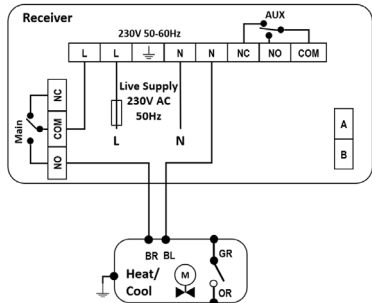 Receiver
AUX
230V 50-60Hz
L L N N NC NO COM
NC
COM
NO
Main
Live Supply
230V AC
50Hz
L N
A
B
BR BL
GR
Heat/
Cool
M
OR